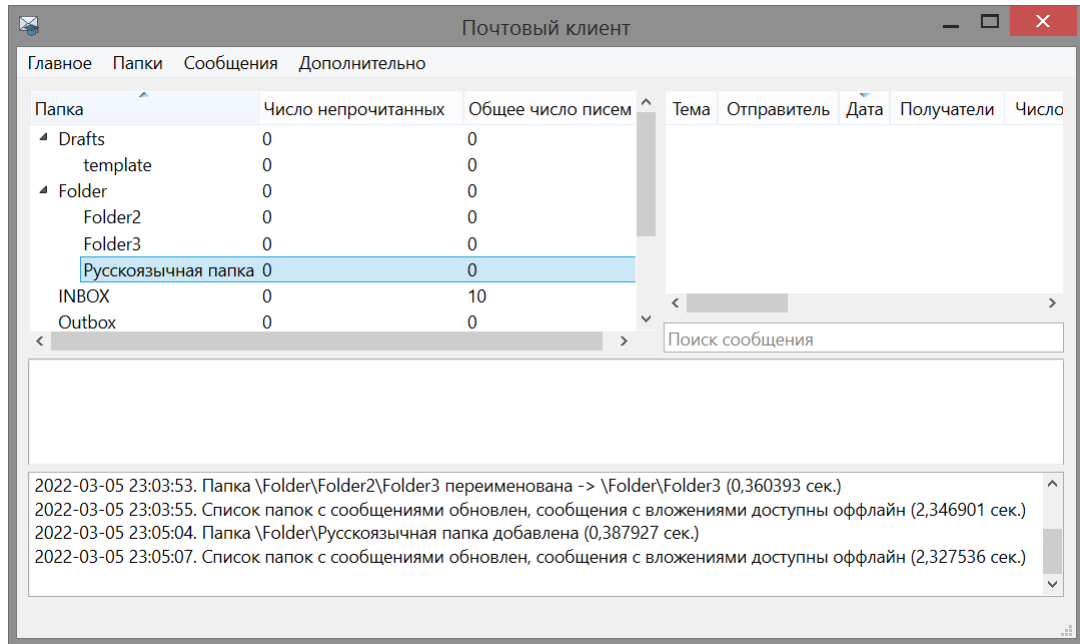 Почтовый клиент
Главное Папки Сообщения Дополнительно
Папка Число непрочитанных Общее число писем
Drafts 0 0
template 0 0
Folder 0 0
Folder2 0 0
Folder3 0 0
Русскоязычная папка 0 0
INBOX 0 10
Outbox 0 0
Тема Отправитель Дата Получатели Число
Поиск сообщения
2022-03-05 23:03:53. Папка \Folder\Folder2\Folder3 переименована -> \Folder\Folder3 (0,360393 сек.)
2022-03-05 23:03:55. Список папок с сообщениями обновлен, сообщения с вложениями доступны оффлайн (2,346901 сек.)
2022-03-05 23:05:04. Папка \Folder\Русскоязычная папка добавлена (0,387927 сек.)
2022-03-05 23:05:07. Список папок с сообщениями обновлен, сообщения с вложениями доступны оффлайн (2,327536 сек.)